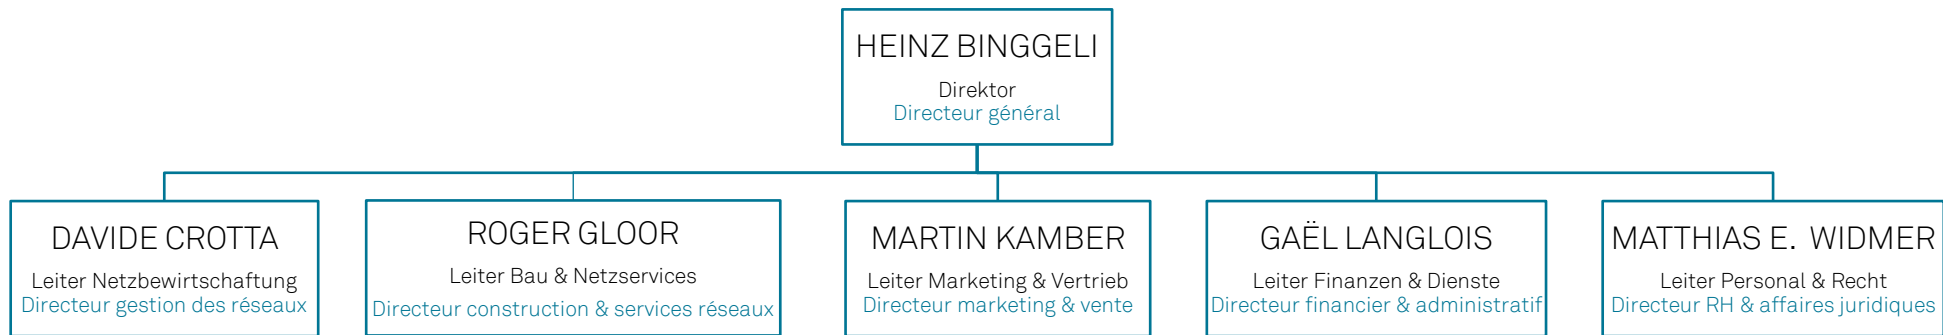 HEINZ BINGGELI
Direktor
Directeur général
DAVIDE CROTTA
Leiter Netzbewirtschaftung
Directeur gestion des réseaux
ROGER GLOOR
Leiter Bau & Netzservices
Directeur construction & services réseaux
MARTIN KAMBER
Leiter Marketing & Vertrieb
Directeur marketing & vente
GAËL LANGLOIS
Leiter Finanzen & Dienste
Directeur financier & administratif
MATTHIAS E. WIDMER
Leiter Personal & Recht
Directeur RH & affaires juridiques